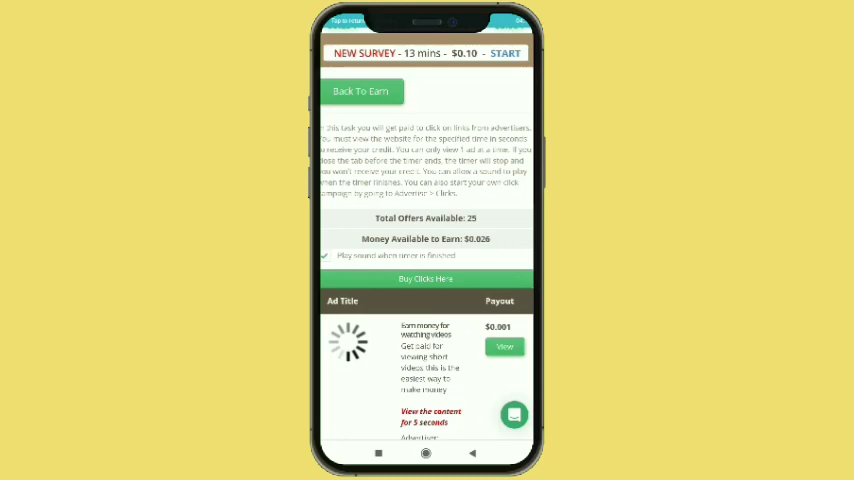 Tap to return
NEW SURVEY - 13 mins - $0.10 - START
Back To Earn
n this task you will get paid to click on links from advertisers.
You must view the website for the specified time in seconds
o receive your credit. You can only view 1 ad at a time. If you
lose the tab before the timer ends, the timer will stop and
ou won't receive your credit. You can allow a sound to play
when the timer finishes. You can also start your own click
ampaign by going to Advertise > Clicks.
Total Offers Available: 25
Money Available to Earn: $0.026
Play sound when timer is finished
Buy Clicks Here
Ad Title Payout
Earn money for
watching videos
$0.001
Get paid for
viewing short
videos this is the
easiest way to
make money
View
View the content
for 5 seconds
Advertiser: